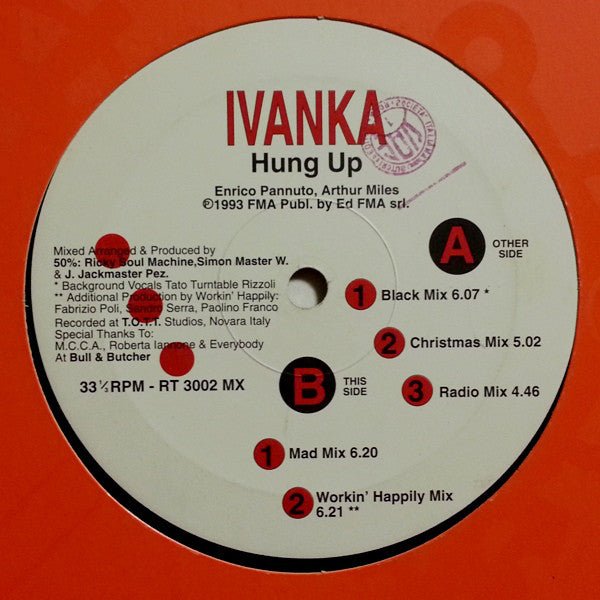 IVANKA
Hung Up
Enrico Pannuto, Arthur Miles
℗©1993 FMA Publ. by Ed FMA srl.
A OTHER
SIDE
Mixed Arranged & Produced by
50%: Ricky Soul Machine,Simon Master W.
& J. Jackmaster Pez.
* Background Vocals Tato Turntable Rizzoli
** Additional Production by Workin' Happily:
Fabrizio Poli, Sandro Serra, Paolino Franco
Recorded at T.O.T.T. Studios, Novara Italy
Special Thanks To:
M.C.C.A., Roberta Iannone & Everybody
At Bull & Butcher
33 ⅓ RPM - RT 3002 MX
1 Black Mix 6.07 *
2 Christmas Mix 5.02
3 Radio Mix 4.46
B THIS
SIDE
1 Mad Mix 6.20
2 Workin' Happily Mix
6.21 **